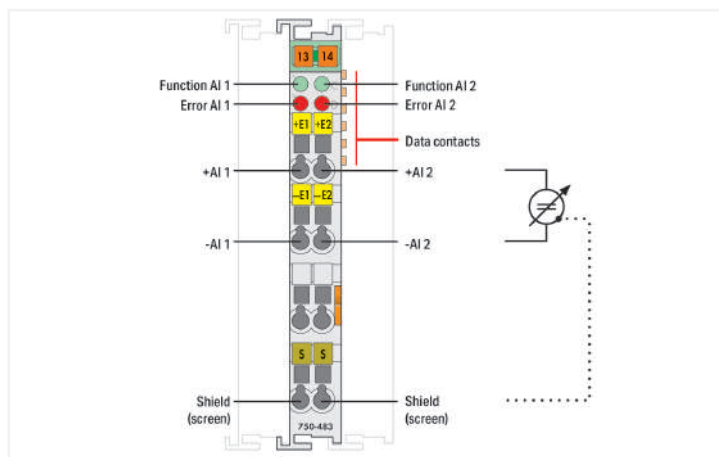 13 14
Function AI 1
Function AI 2
Error AI 1
Error AI 2
+E1 +E2
Data contacts
+AI 1
+AI 2
–E1 –E2
-AI 1
-AI 2
S S
Shield
(screen)
Shield
(screen)
750-483